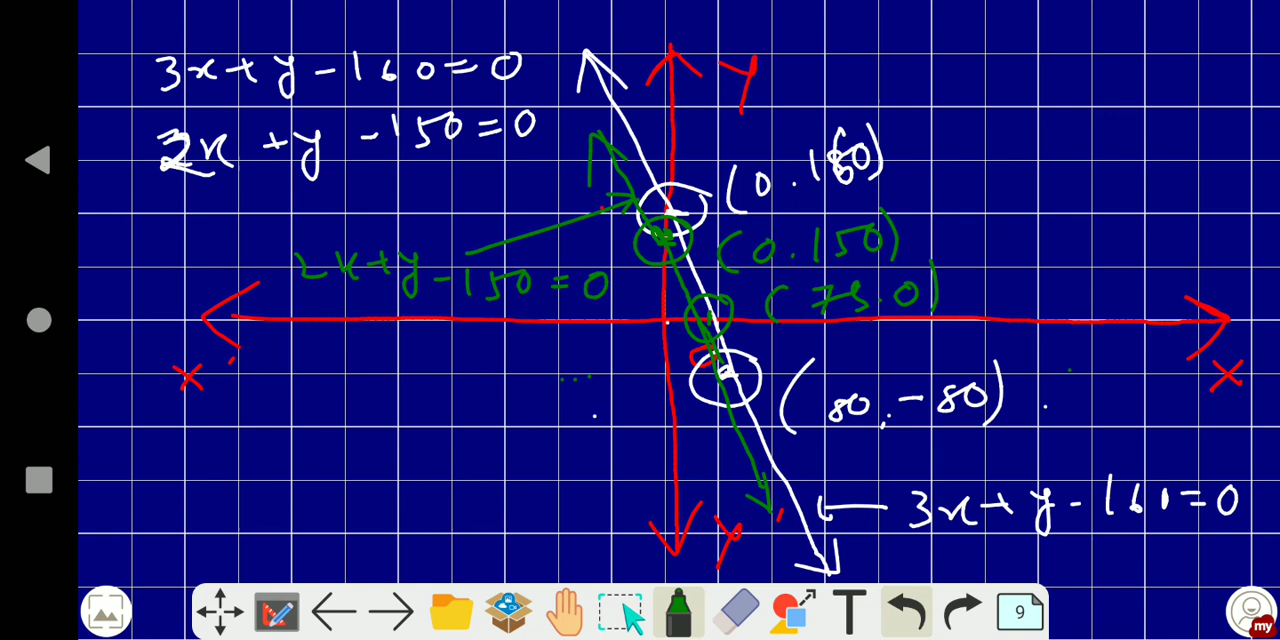 3x+y-160=0
2x+y-150=0
Y
(0.160)
(0.150)
2x+y-150=0
(75.0)
X'
X
(80,-80)
3x+y-160=0
Y'
9
my